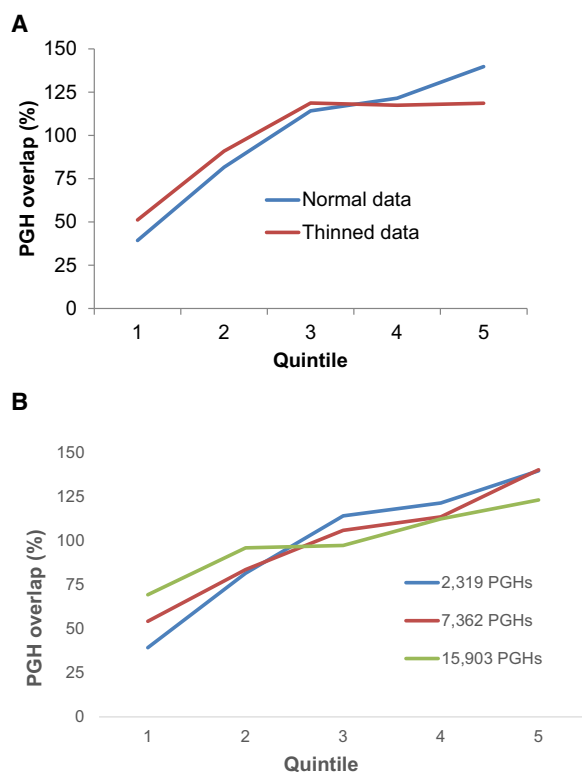 A
150
125
100
75
50
25
0
PGH overlap (%)
Normal data
Thinned data
1 2 3 4 5
Quintile
B
150
125
100
75
50
25
0
PGH overlap (%)
2,319 PGHs
7,362 PGHs
15,903 PGHs
1 2 3 4 5
Quintile